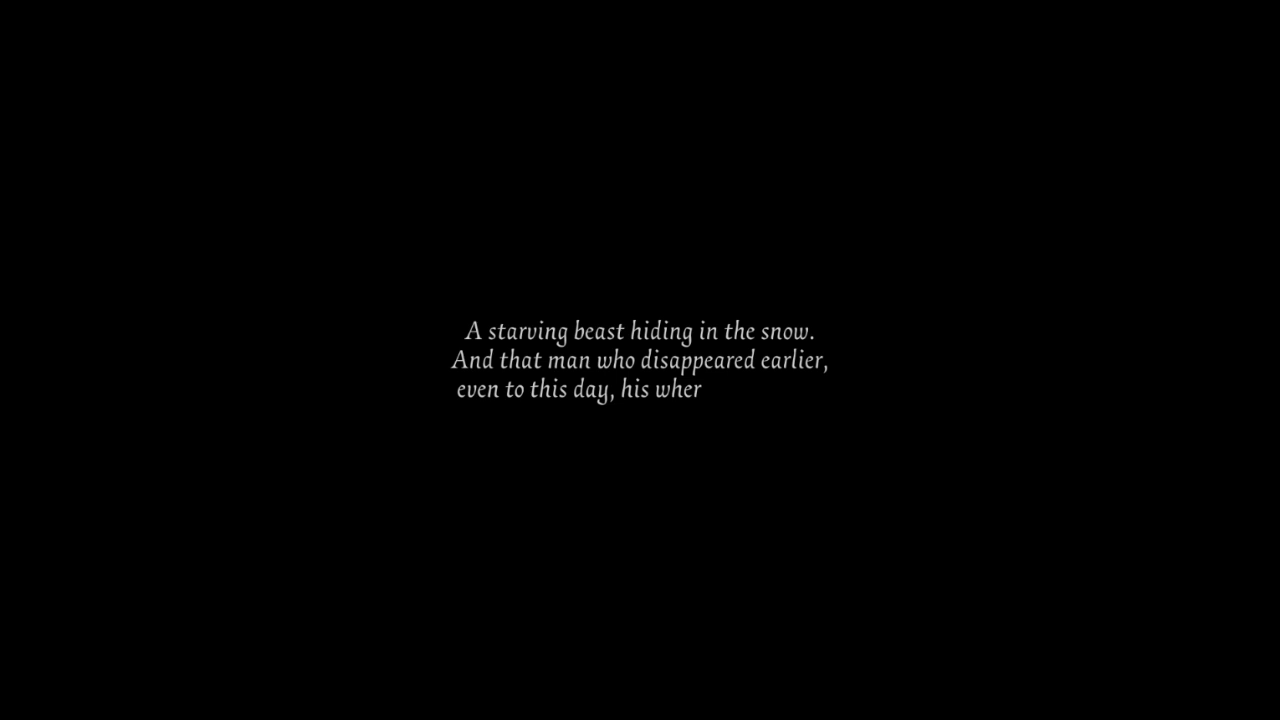 A starving beast hiding in the snow.
And that man who disappeared earlier,
even to this day, his wher